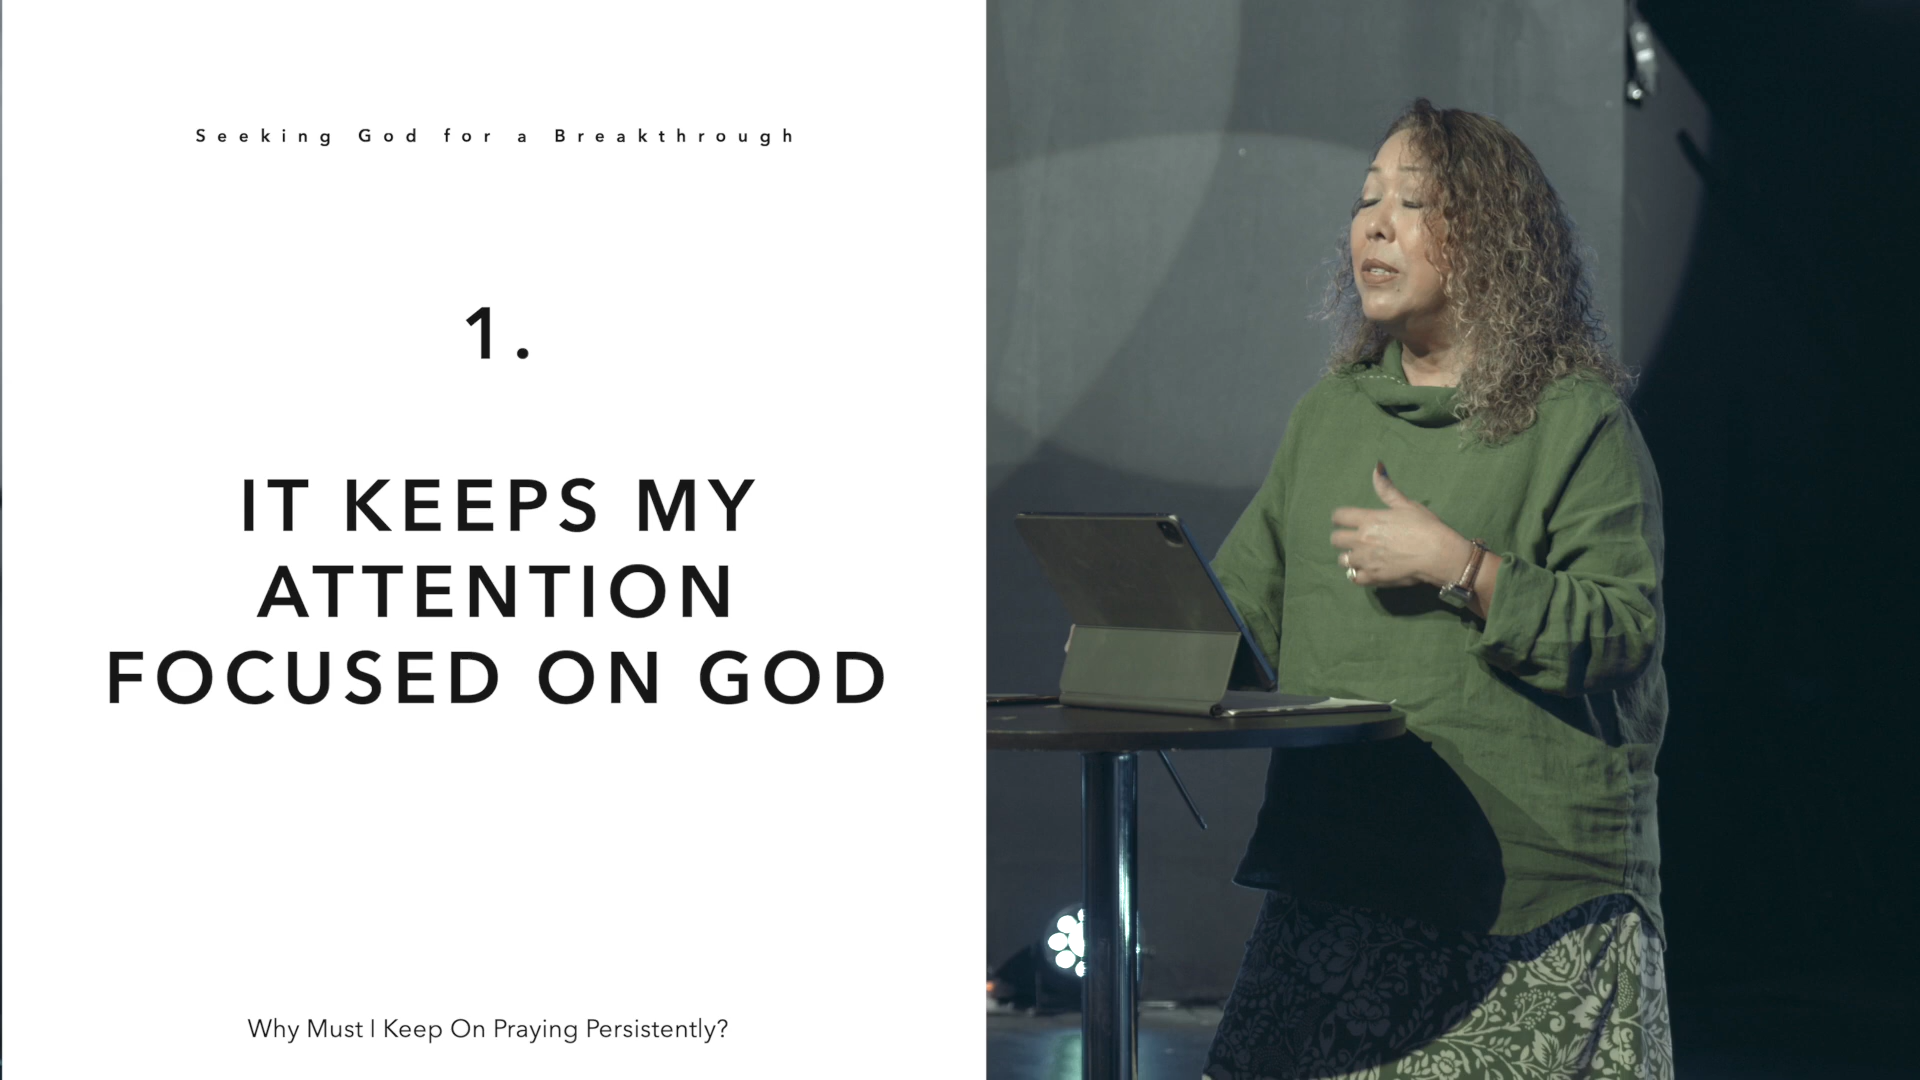 Seeking God for a Breakthrough
1.
IT KEEPS MY
ATTENTION
FOCUSED ON GOD
Why Must I Keep On Praying Persistently?